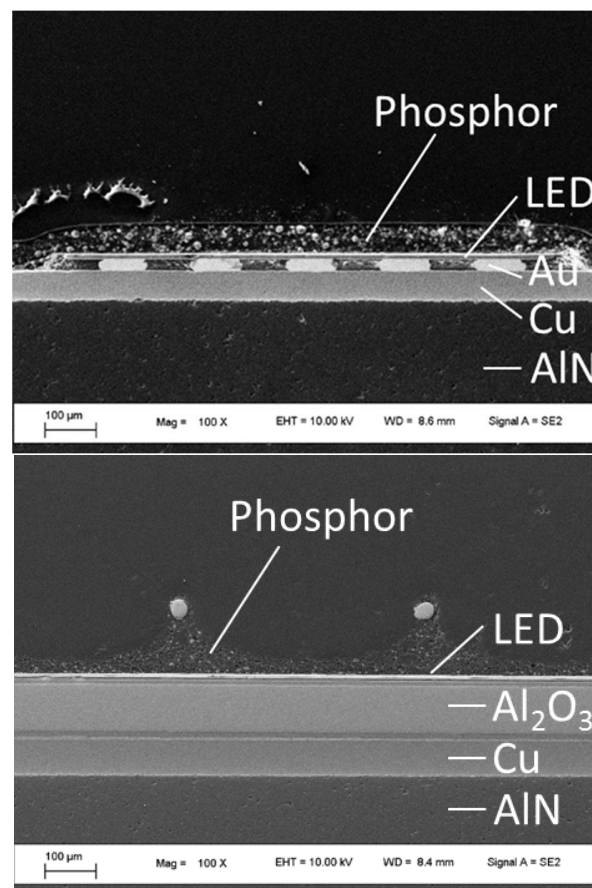 Phosphor
LED
Au
Cu
AlN
100 µm
Mag = 100 X
EHT = 10.00 kV
WD = 8.6 mm
Signal A = SE2
Phosphor
LED
Al₂O₃
Cu
AlN
100 µm
Mag = 100 X
EHT = 10.00 kV
WD = 8.4 mm
Signal A = SE2